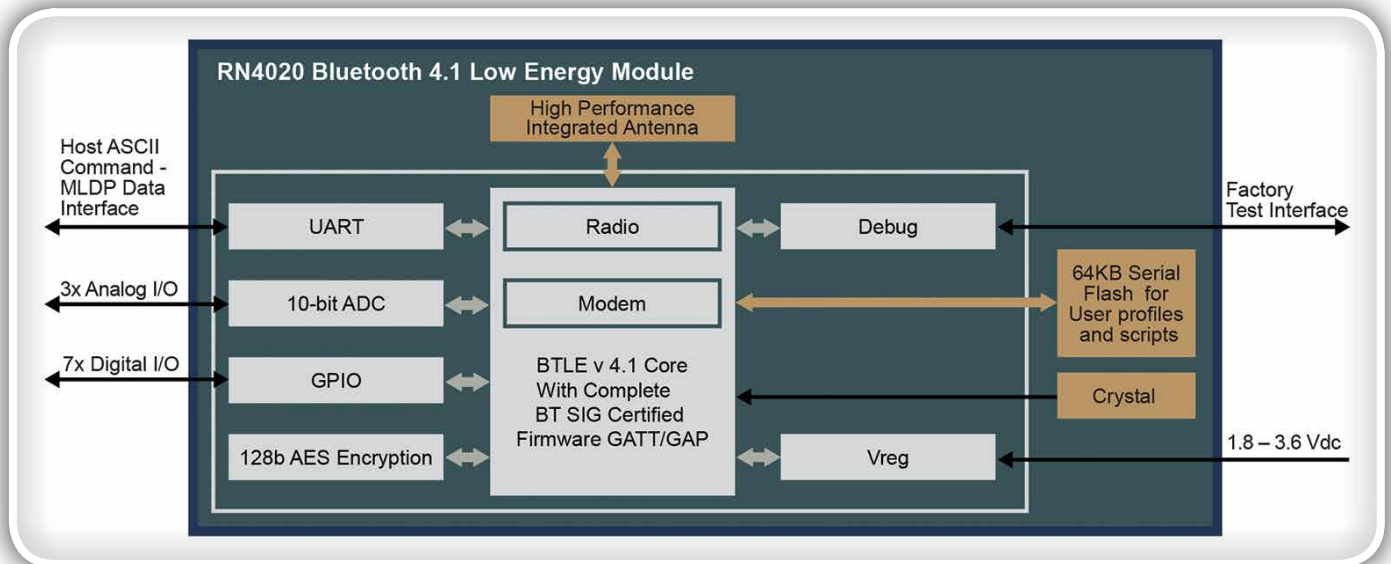 RN4020 Bluetooth 4.1 Low Energy Module
High Performance
Integrated Antenna
Host ASCII
Command -
MLDP Data
Interface
UART
Radio
Debug
Factory
Test Interface
3x Analog I/O
10-bit ADC
Modem
64KB Serial
Flash for
User profiles
and scripts
7x Digital I/O
GPIO
BTLE v 4.1 Core
With Complete
BT SIG Certified
Firmware GATT/GAP
Crystal
128b AES Encryption
Vreg
1.8 – 3.6 Vdc